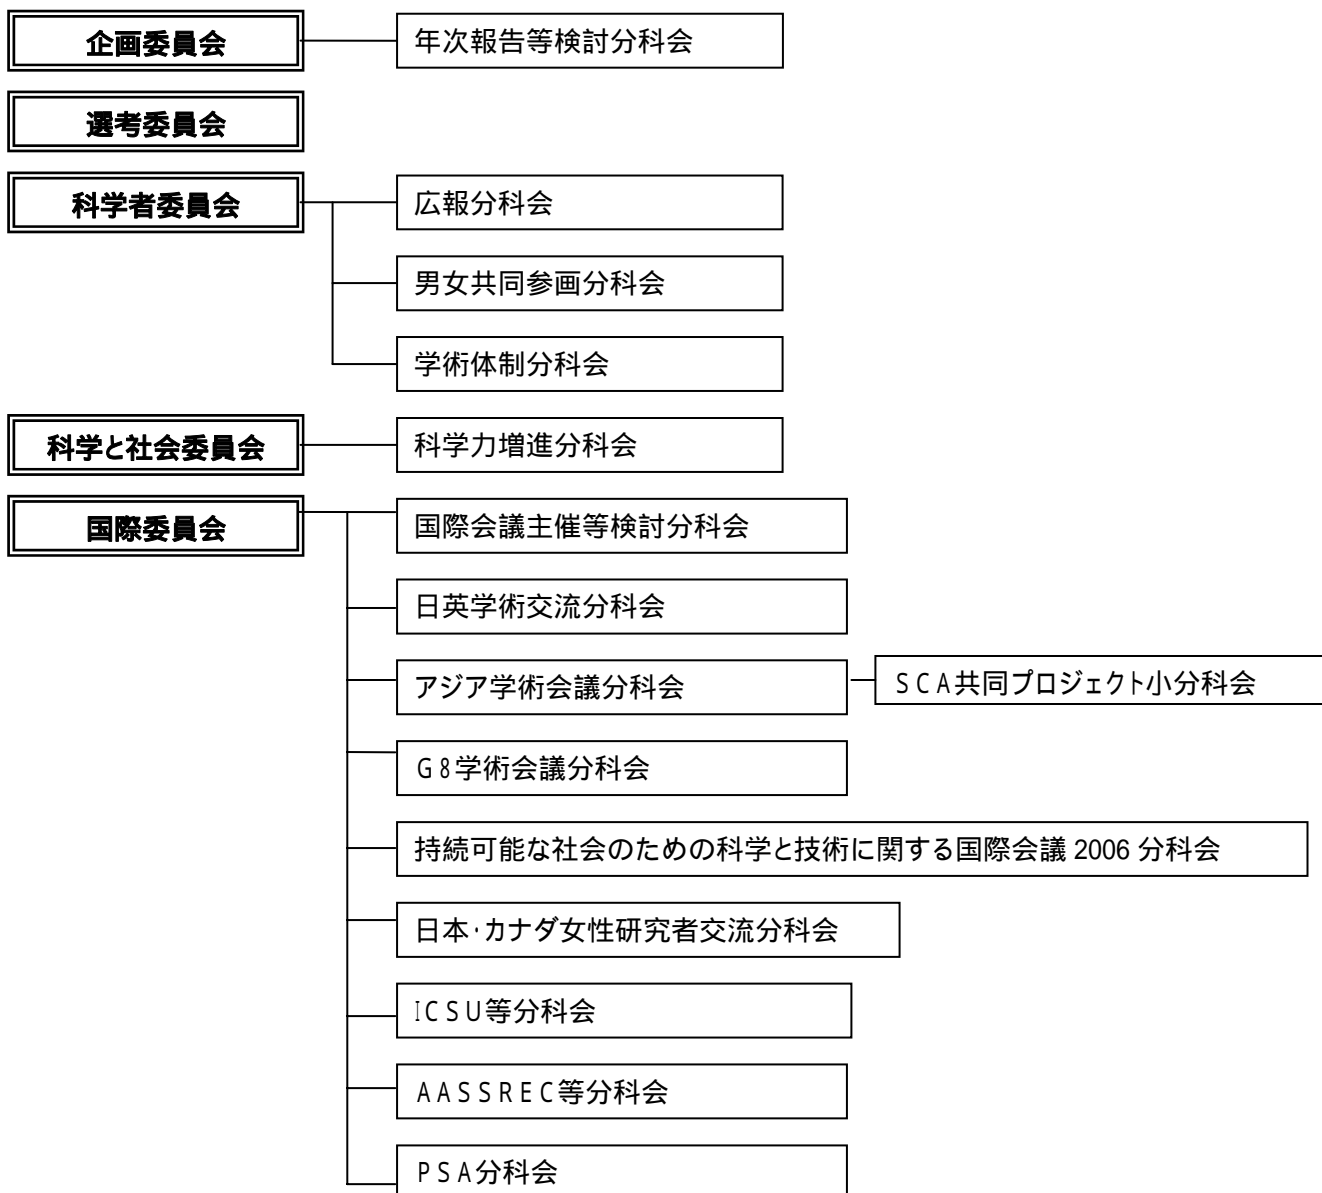 企画委員会
年次報告等検討分科会
選考委員会
科学者委員会
広報分科会
男女共同参画分科会
学術体制分科会
科学と社会委員会
科学力増進分科会
国際委員会
国際会議主催等検討分科会
日英学術交流分科会
アジア学術会議分科会
SCA共同プロジェクト小分科会
G8学術会議分科会
持続可能な社会のための科学と技術に関する国際会議 2006 分科会
日本・カナダ女性研究者交流分科会
ICSU等分科会
AASSREC等分科会
PSA分科会